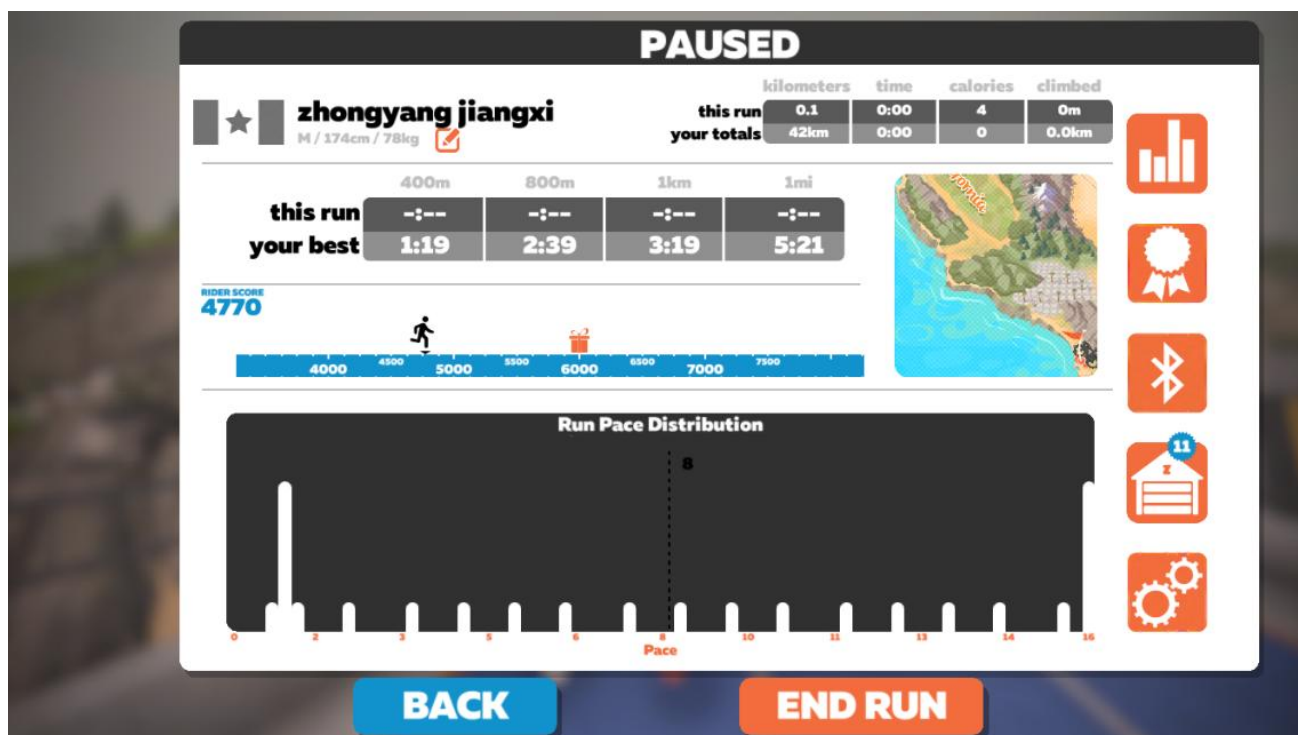 PAUSED
kilometers time calories climbed
zhongyang jiangxi
this run 0.1 0:00 4 0m
M / 174cm / 78kg
your totals 42km 0:00 0 0.0km
400m 800m 1km 1mi
this run -:-- -:-- -:-- -:--
your best 1:19 2:39 3:19 5:21
RIDER SCORE
4770
4000 4500 5000 5500 6000 6500 7000 7500
11
Z
Run Pace Distribution
8
0 2 3 5 6 8 10 11 13 14 16
Pace
BACK END RUN